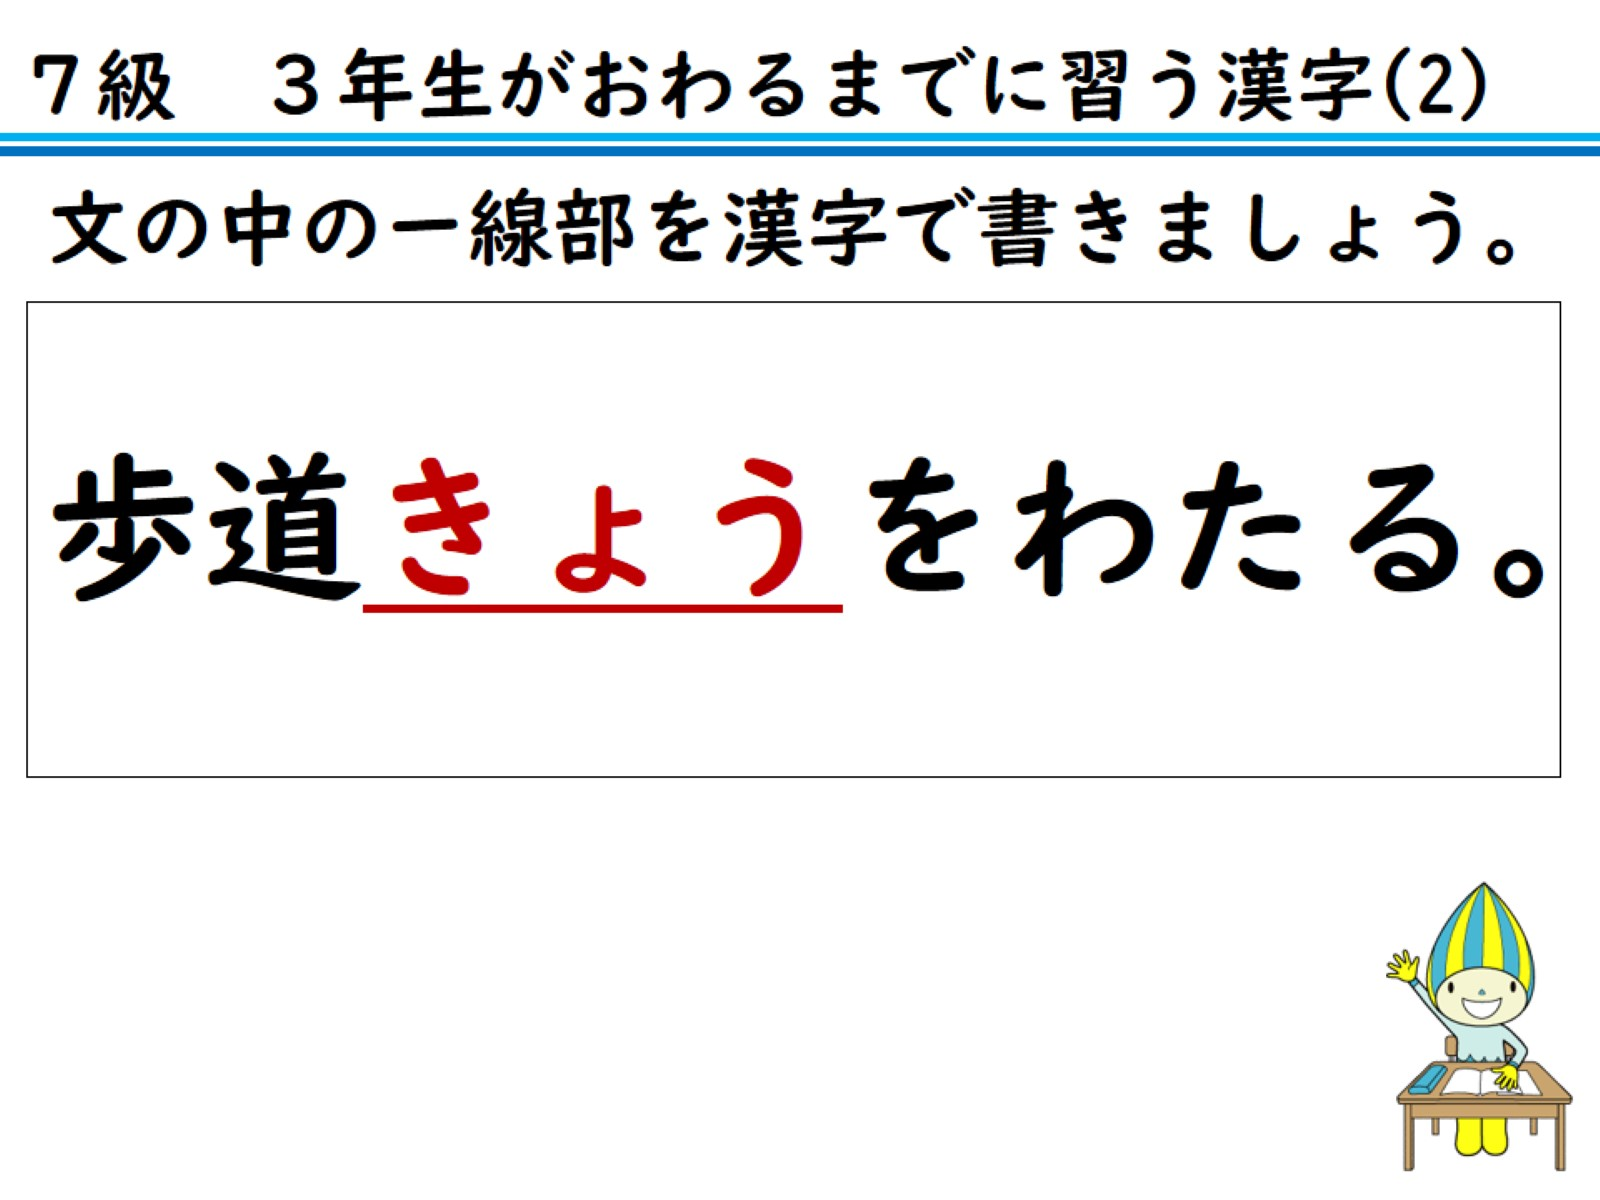 ７級　３年生がおわるまでに習う漢字(2)
文の中の―線部を漢字で書きましょう。
歩道きょうをわたる。